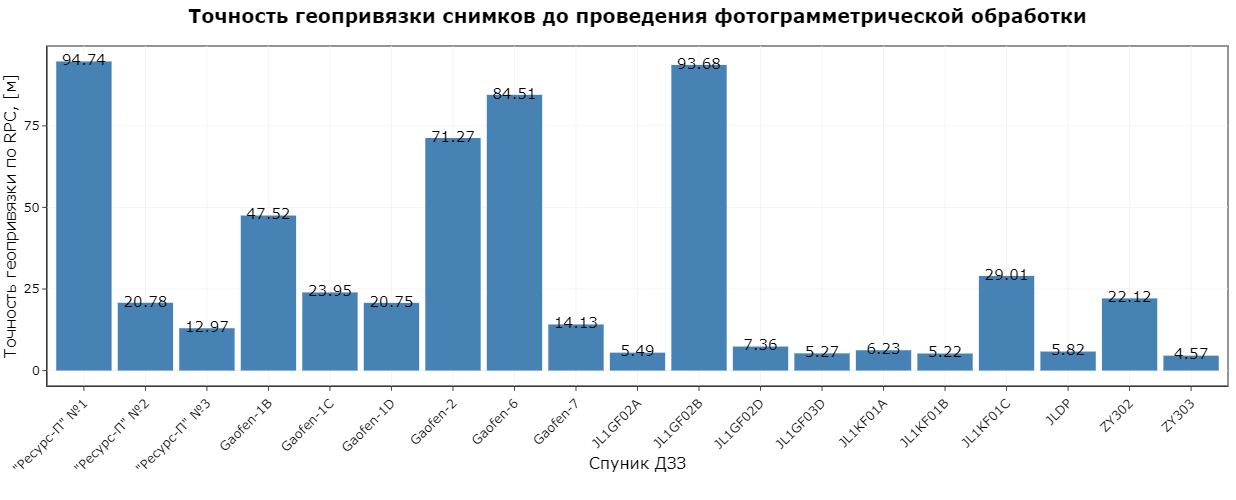 Точность геопривязки снимков до проведения фотограмметрической обработки
Точность геопривязки по RPC, [м]
75
50
25
0
94.74
20.78
12.97
47.52
23.95
20.75
71.27
84.51
14.13
5.49
93.68
7.36
5.27
6.23
5.22
29.01
5.82
22.12
4.57
"Ресурс-П" №1
"Ресурс-П" №2
"Ресурс-П" №3
Gaofen-1B
Gaofen-1C
Gaofen-1D
Gaofen-2
Gaofen-6
Gaofen-7
JL1GF02A
JL1GF02B
JL1GF02D
JL1GF03D
JL1KF01A
JL1KF01B
JL1KF01C
JLDP
ZY302
ZY303
Спуник ДЗЗ